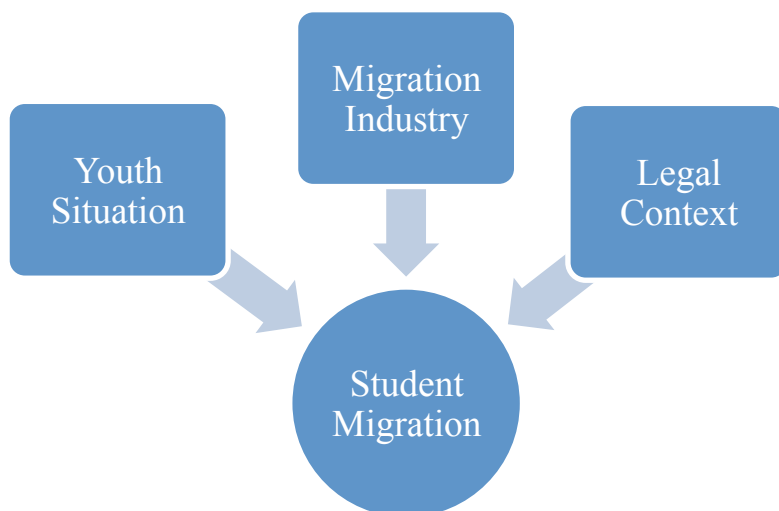 Migration
Industry
Youth
Situation
Legal
Context
Student
Migration